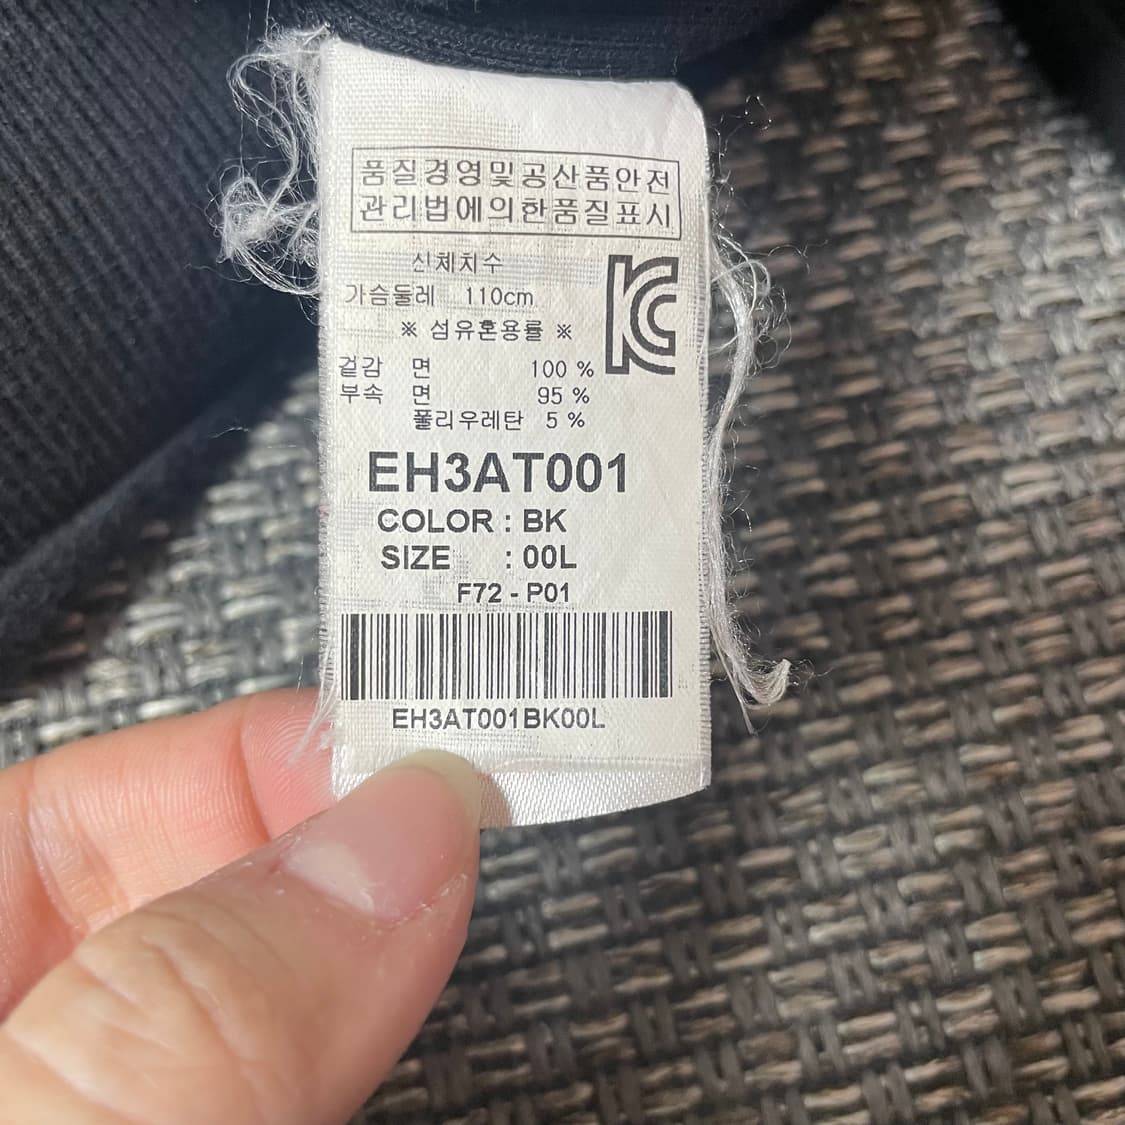 품질경영및공산품안전
관리법에의한품질표시
신체치수
가슴둘레 110cm
※ 섬유혼용률 ※
겉감 면 100 %
부속 면 95 %
폴리우레탄 5 %
EH3AT001
COLOR : BK
SIZE : 00L
F72 - P01
EH3AT001BK00L